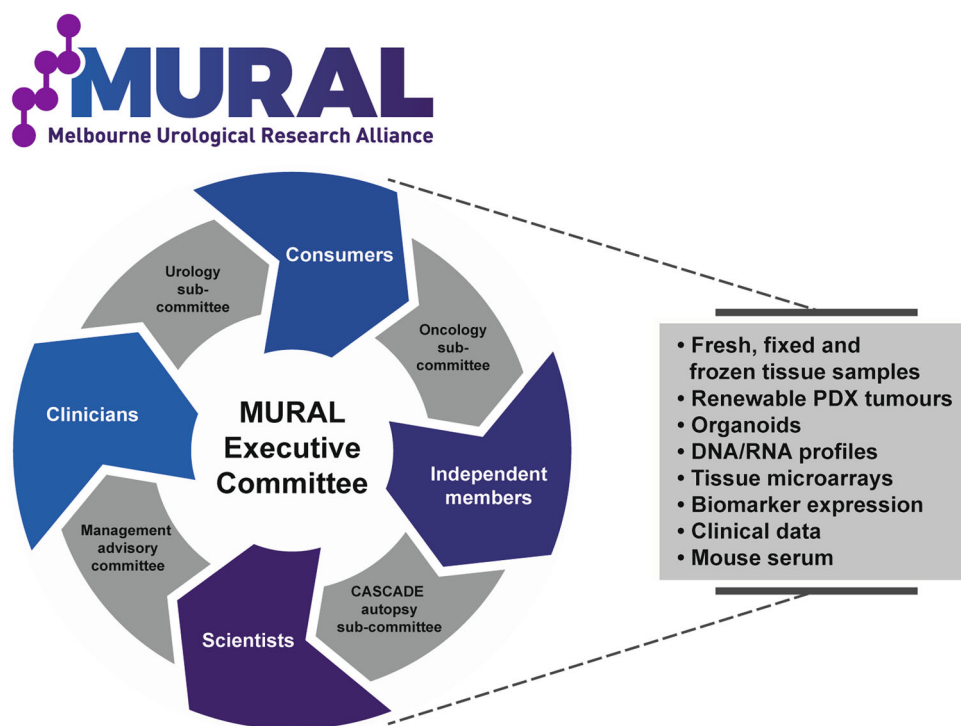 MURAL
Melbourne Urological Research Alliance
Consumers
Urology
sub-
committee
Oncology
sub-
committee
Clinicians
MURAL
Executive
Committee
Independent
members
Management
advisory
committee
CASCADE
autopsy
sub-committee
Scientists
• Fresh, fixed and
frozen tissue samples
• Renewable PDX tumours
• Organoids
• DNA/RNA profiles
• Tissue microarrays
• Biomarker expression
• Clinical data
• Mouse serum